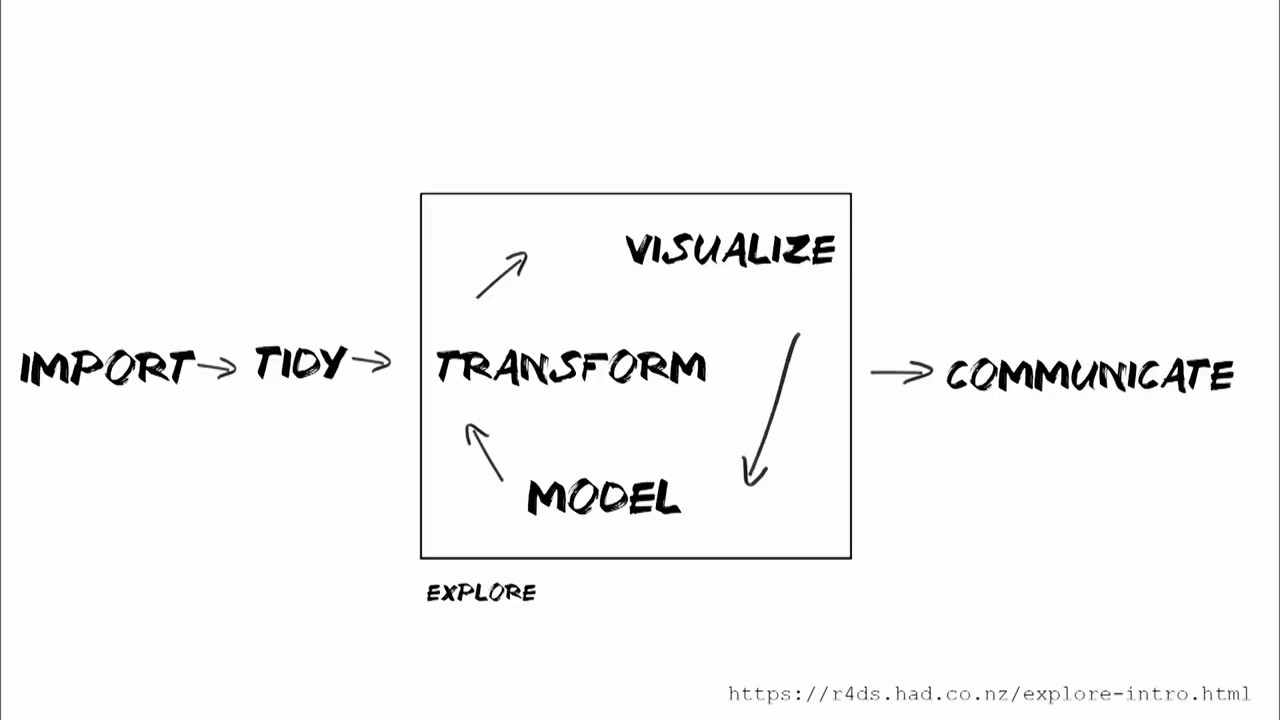 VISUALIZE
IMPORT → TIDY → TRANSFORM → COMMUNICATE
MODEL
EXPLORE
https://r4ds.had.co.nz/explore-intro.html